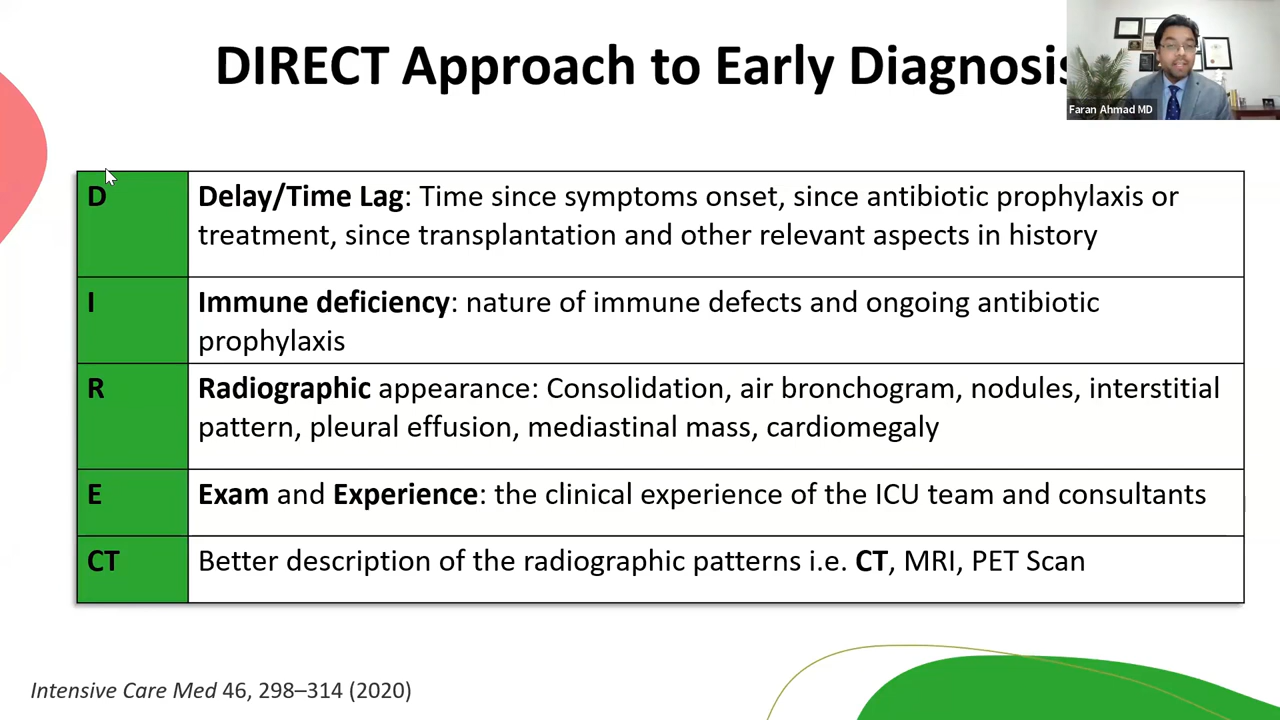 DIRECT Approach to Early Diagnosis
Faran Ahmad MD
D
Delay/Time Lag: Time since symptoms onset, since antibiotic prophylaxis or
treatment, since transplantation and other relevant aspects in history
I
Immune deficiency: nature of immune defects and ongoing antibiotic
prophylaxis
R
Radiographic appearance: Consolidation, air bronchogram, nodules, interstitial
pattern, pleural effusion, mediastinal mass, cardiomegaly
E
Exam and Experience: the clinical experience of the ICU team and consultants
CT
Better description of the radiographic patterns i.e. CT, MRI, PET Scan
Intensive Care Med 46, 298–314 (2020)